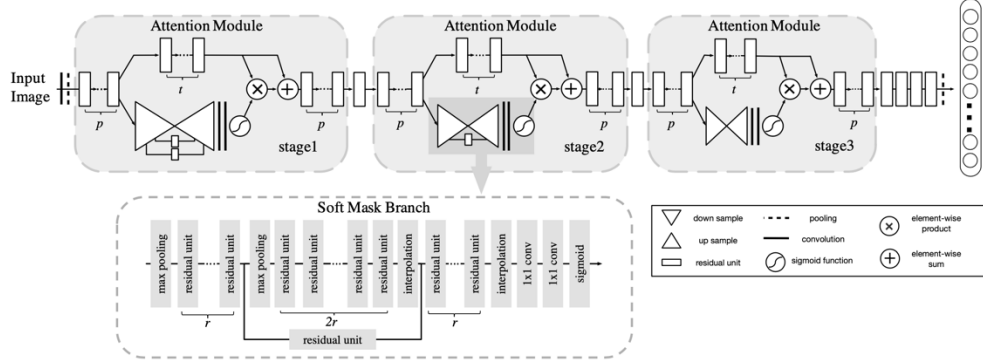 Attention Module
Attention Module
Attention Module
Input
Image
t
t
t
p
p
p
p
p
p
stage1
stage2
stage3
Soft Mask Branch
max pooling
residual unit
residual unit
max pooling
residual unit
residual unit
residual unit
residual unit
interpolation
residual unit
residual unit
interpolation
1x1 conv
1x1 conv
sigmoid
r
2r
r
residual unit
down sample
pooling
element-wise
product
up sample
convolution
residual unit
sigmoid function
element-wise
sum